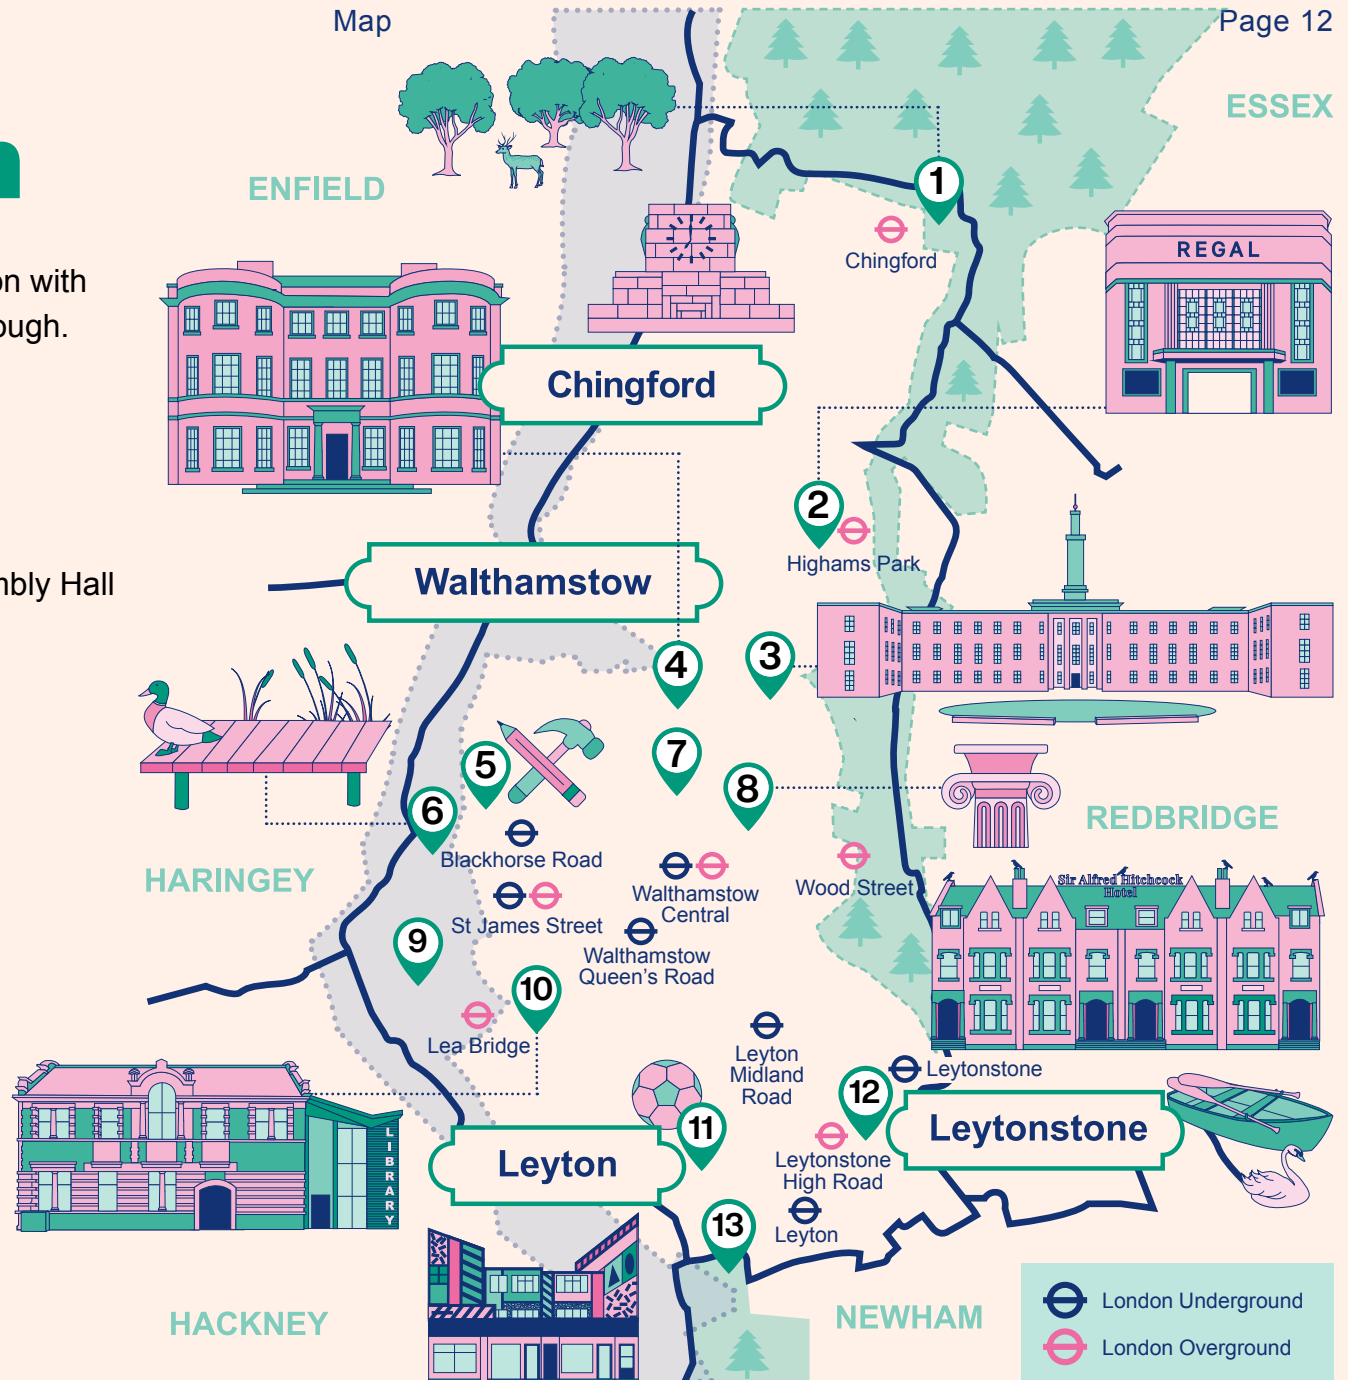 Map
Page 12
ESSEX
ENFIELD
1
Chingford
REGAL
on with
ough.
Chingford
2
Highams Park
Walthamstow
mbly Hall
4
3
5
7
8
6
REDBRIDGE
Blackhorse Road
HARINGEY
Walthamstow
Central
Wood Street
Sir Alfred Hitchcock
Hotel
St James Street
9
Walthamstow
Queen's Road
10
Lea Bridge
Leyton
Midland
Road
Leytonstone
12
11
Leytonstone
LIBRARY
Leyton
Leytonstone
High Road
13
Leyton
HACKNEY
NEWHAM
London Underground
London Overground